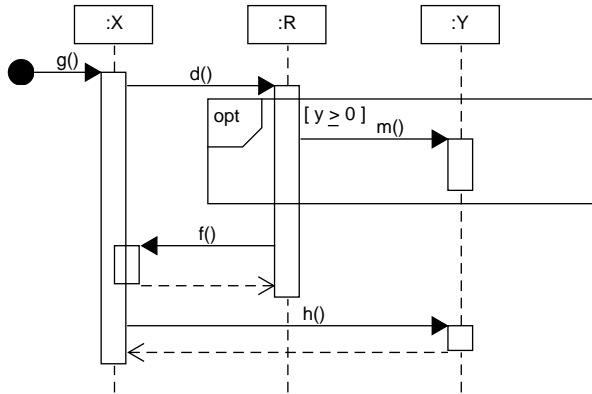 :X
:R
:Y
g()
d()
opt
[ y ≥ 0 ]
m()
f()
h()